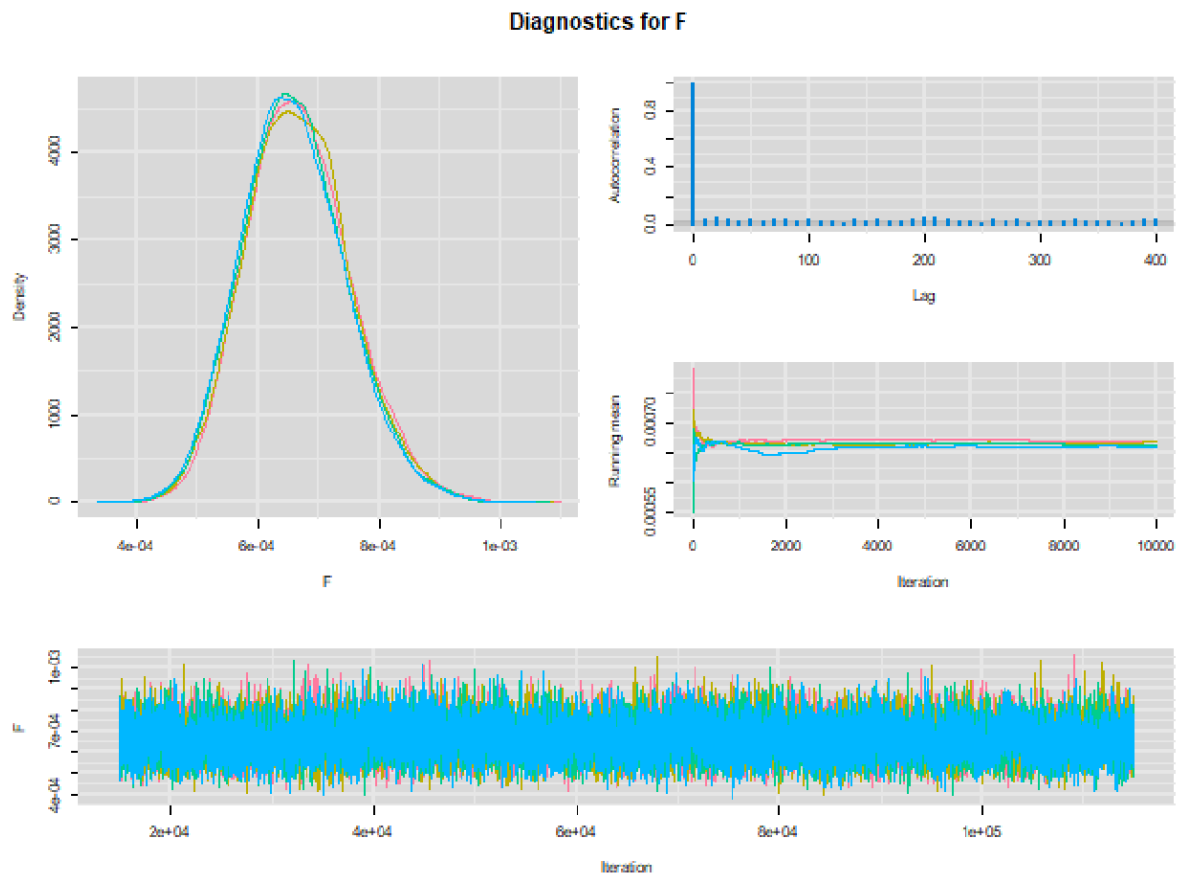 Diagnostics for F
Density
4000
3000
2000
1000
0
4e-04 6e-04 8e-04 1e-03
F
Autocorrelation
0.8
0.4
0.0
0 100 200 300 400
Lag
Running mean
0.00070
0.00055
0 2000 4000 6000 8000 10000
Iteration
F
1e-03
7e-04
4e-04
2e+04 4e+04 6e+04 8e+04 1e+05
Iteration